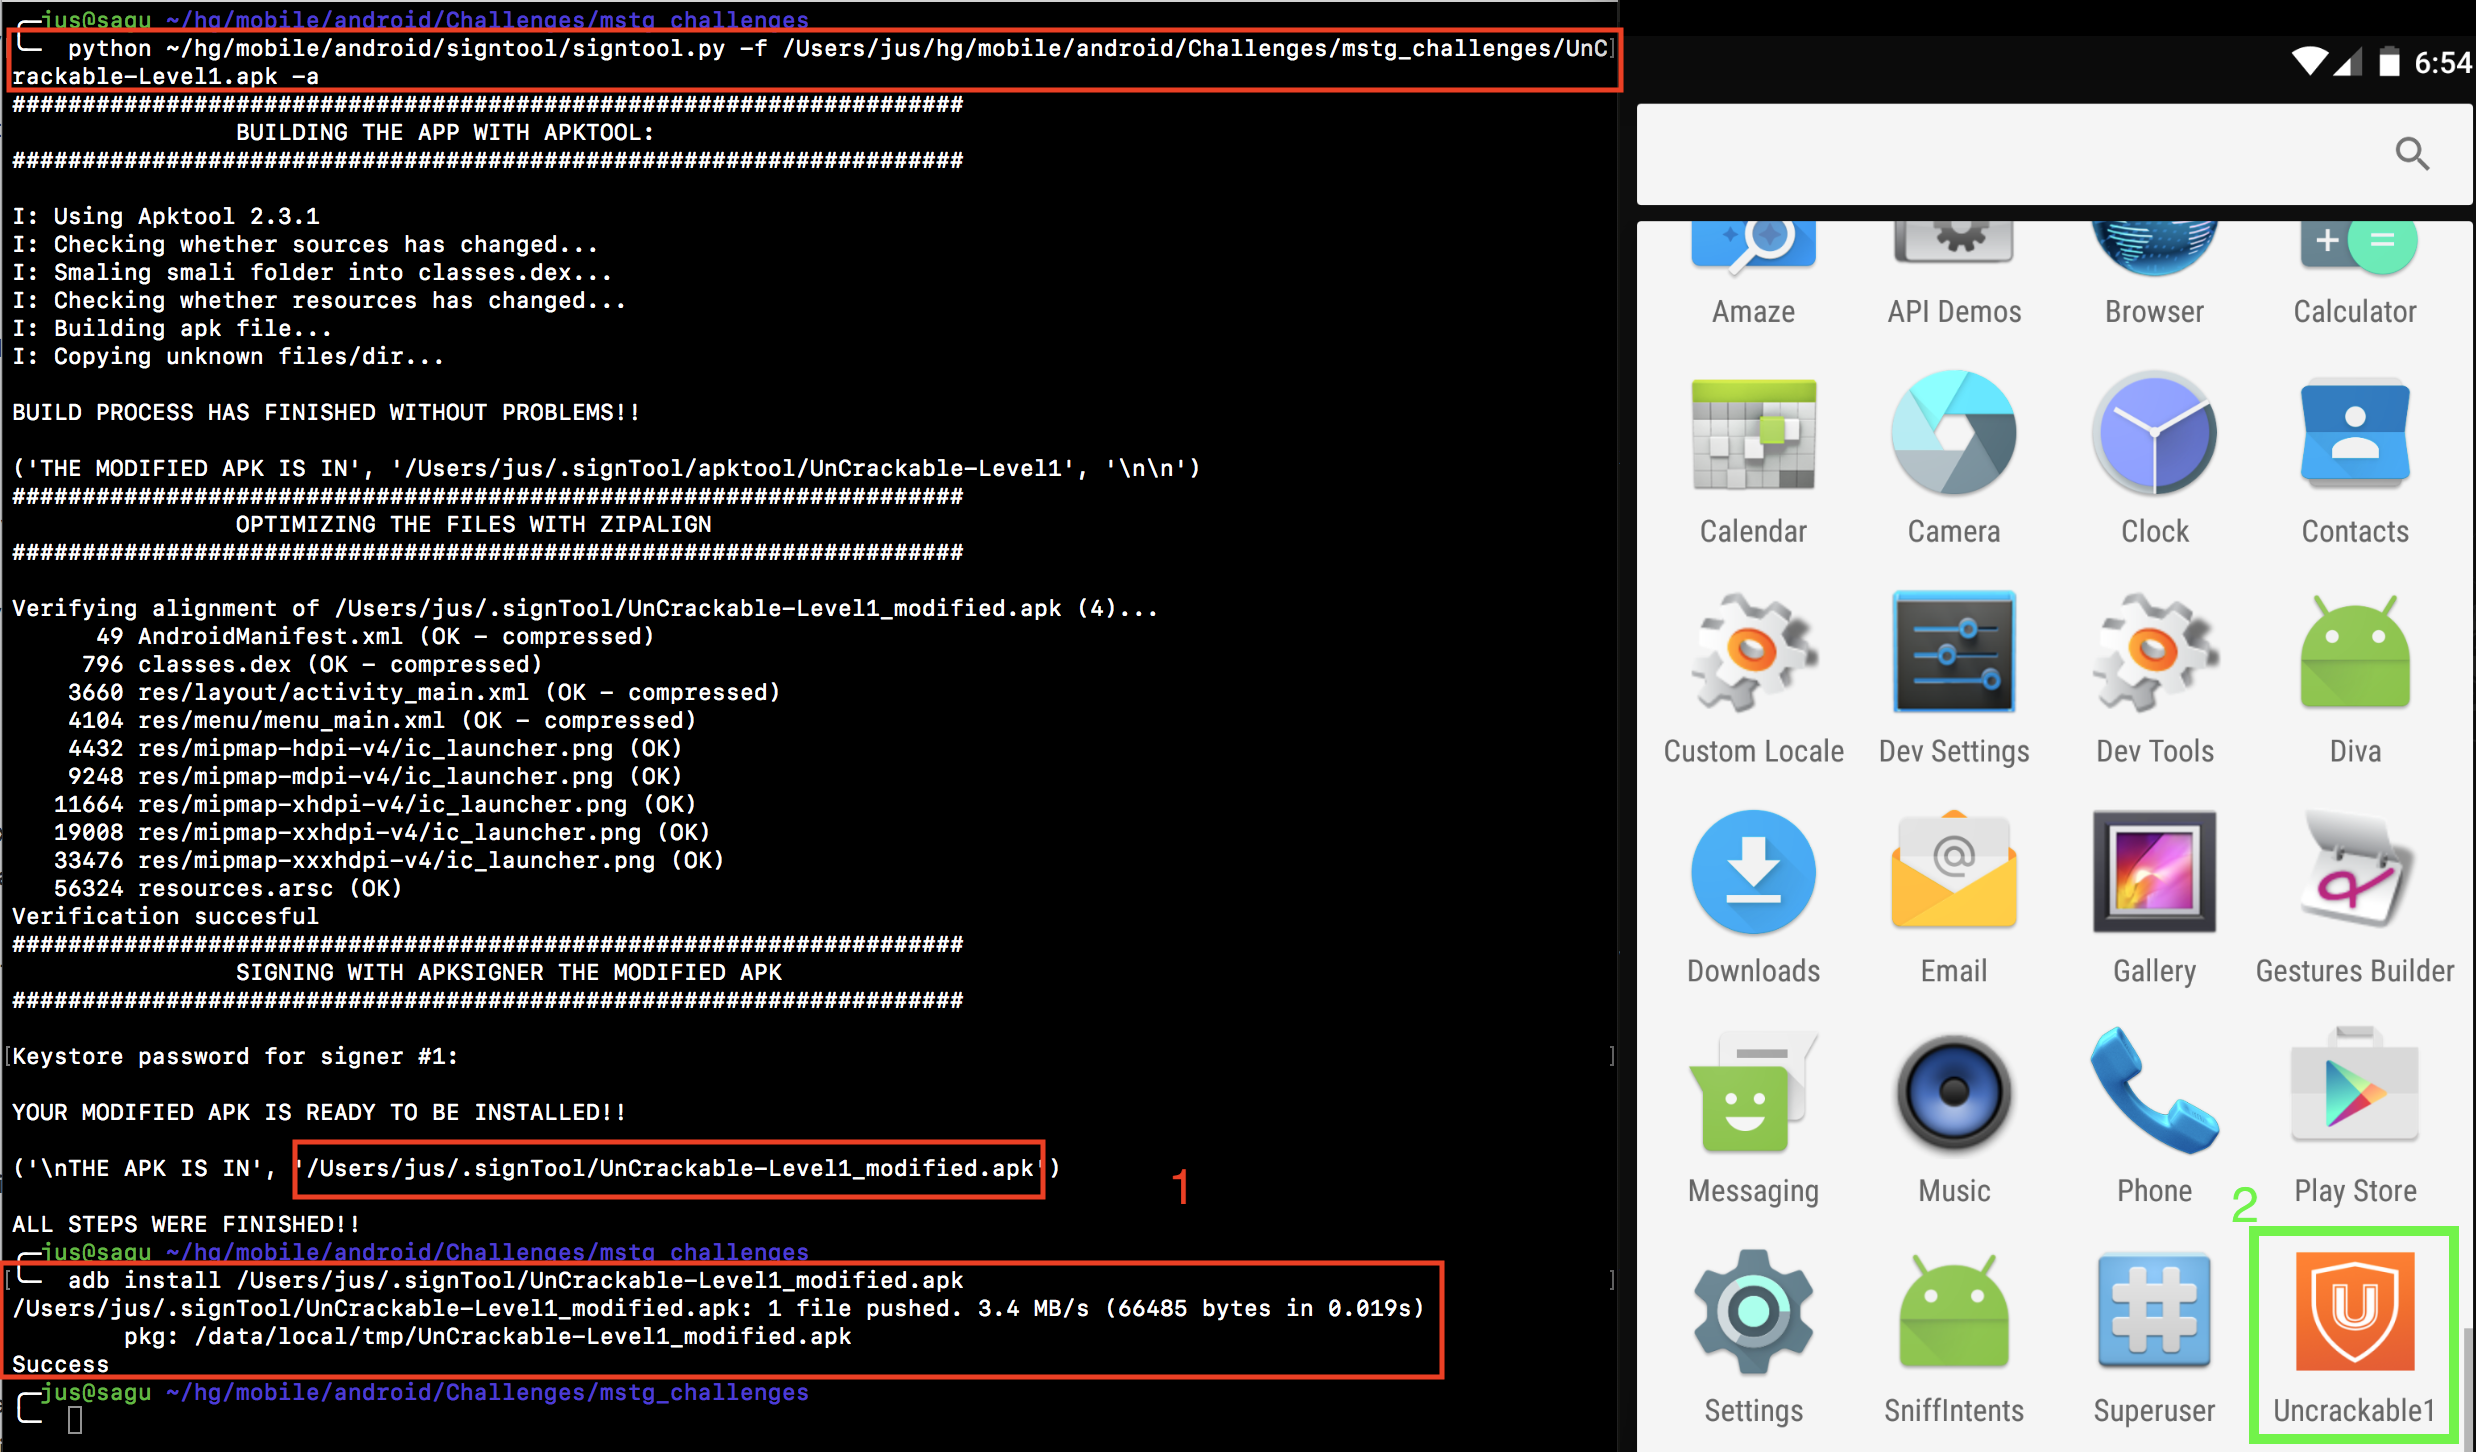 jus@sagu ~/hg/mobile/android/Challenges/mstg_challenges
python ~/hg/mobile/android/signtool/signtool.py -f /Users/jus/hg/mobile/android/Challenges/mstg_challenges/UnC]
rackable-Level1.apk -a
####################################################################
BUILDING THE APP WITH APKTOOL:
####################################################################
I: Using Apktool 2.3.1
I: Checking whether sources has changed...
I: Smaling smali folder into classes.dex...
I: Checking whether resources has changed...
I: Building apk file...
I: Copying unknown files/dir...
BUILD PROCESS HAS FINISHED WITHOUT PROBLEMS!!
('THE MODIFIED APK IS IN', '/Users/jus/.signTool/apktool/UnCrackable-Level1', '\n\n')
####################################################################
OPTIMIZING THE FILES WITH ZIPALIGN
####################################################################
Verifying alignment of /Users/jus/.signTool/UnCrackable-Level1_modified.apk (4)...
49 AndroidManifest.xml (OK - compressed)
796 classes.dex (OK - compressed)
3660 res/layout/activity_main.xml (OK - compressed)
4104 res/menu/menu_main.xml (OK - compressed)
4432 res/mipmap-hdpi-v4/ic_launcher.png (OK)
9248 res/mipmap-mdpi-v4/ic_launcher.png (OK)
11664 res/mipmap-xhdpi-v4/ic_launcher.png (OK)
19008 res/mipmap-xxhdpi-v4/ic_launcher.png (OK)
33476 res/mipmap-xxxhdpi-v4/ic_launcher.png (OK)
56324 resources.arsc (OK)
Verification succesful
####################################################################
SIGNING WITH APKSIGNER THE MODIFIED APK
####################################################################
[Keystore password for signer #1: ]
YOUR MODIFIED APK IS READY TO BE INSTALLED!!
('\nTHE APK IS IN', '/Users/jus/.signTool/UnCrackable-Level1_modified.apk')
1
ALL STEPS WERE FINISHED!!
jus@sagu ~/hg/mobile/android/Challenges/mstg_challenges
[ adb install /Users/jus/.signTool/UnCrackable-Level1_modified.apk ]
/Users/jus/.signTool/UnCrackable-Level1_modified.apk: 1 file pushed. 3.4 MB/s (66485 bytes in 0.019s)
pkg: /data/local/tmp/UnCrackable-Level1_modified.apk
Success
jus@sagu ~/hg/mobile/android/Challenges/mstg_challenges
6:54
Amaze API Demos Browser Calculator
Calendar Camera Clock Contacts
Custom Locale Dev Settings Dev Tools Diva
Downloads Email Gallery Gestures Builder
Messaging Music Phone Play Store
2
Settings SniffIntents Superuser Uncrackable1